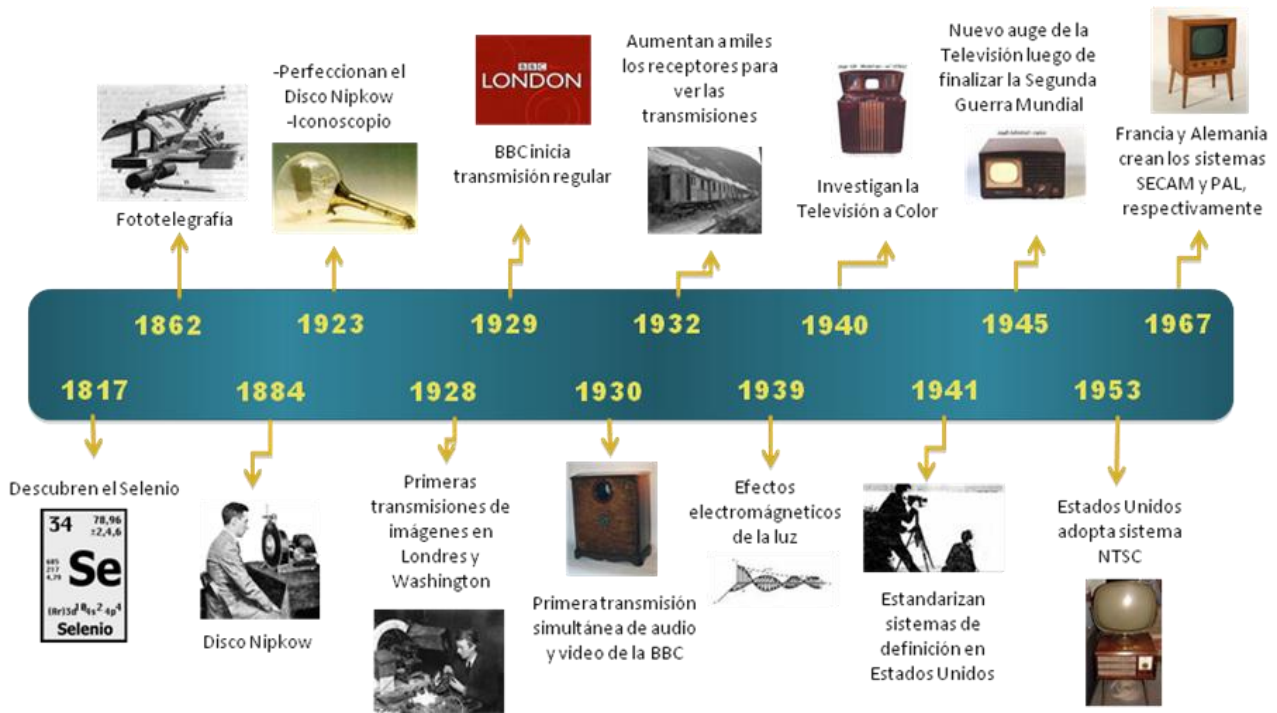 -Perfeccionan el
Disco Nipkow
-Iconoscopio
BBC
LONDON
BBC inicia
transmisión regular
Aumentan a miles
los receptores para
ver las
transmisiones
Investigan la
Televisión a Color
Nuevo auge de la
Televisión luego de
finalizar la Segunda
Guerra Mundial
Francia y Alemania
crean los sistemas
SECAM y PAL,
respectivamente
Fototelegrafía
1862
1923
1929
1932
1940
1945
1967
1817
1884
1928
1930
1939
1941
1953
Descubren el Selenio
34
78,96
±2,4,6
685
217
4,79
Se
Selenio
Disco Nipkow
Primeras
transmisiones de
imágenes en
Londres y
Washington
Primera transmisión
simultánea de audio
y video de la BBC
Efectos
electromágneticos
de la luz
Estandarizan
sistemas de
definición en
Estados Unidos
Estados Unidos
adopta sistema
NTSC